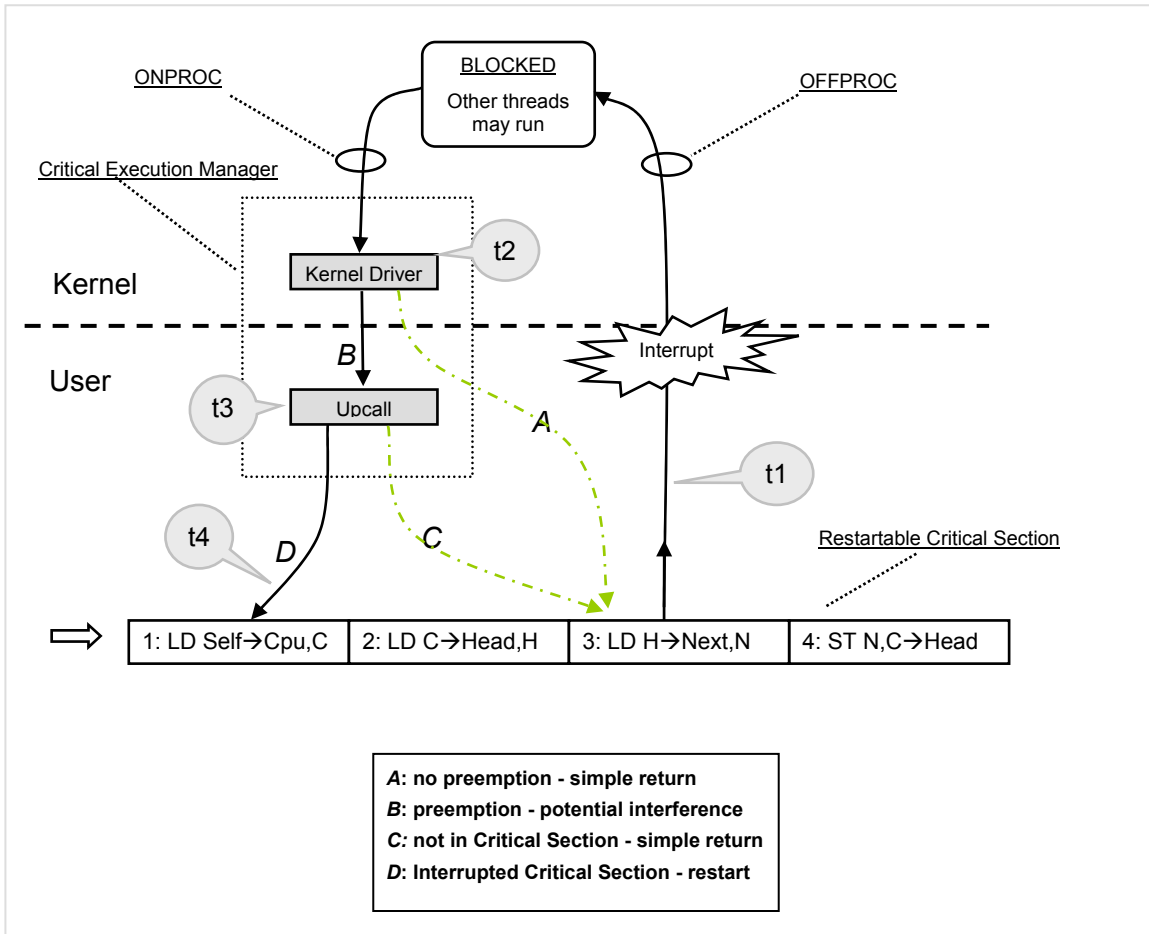 BLOCKED
Other threads
may run
ONPROC
OFFPROC
Critical Execution Manager
t2
Kernel Driver
Kernel
Interrupt
B
User
t3
Upcall
A
t1
C
t4
D
Restartable Critical Section
1: LD Self→Cpu,C
2: LD C→Head,H
3: LD H→Next,N
4: ST N,C→Head
A: no preemption - simple return
B: preemption - potential interference
C: not in Critical Section - simple return
D: Interrupted Critical Section - restart